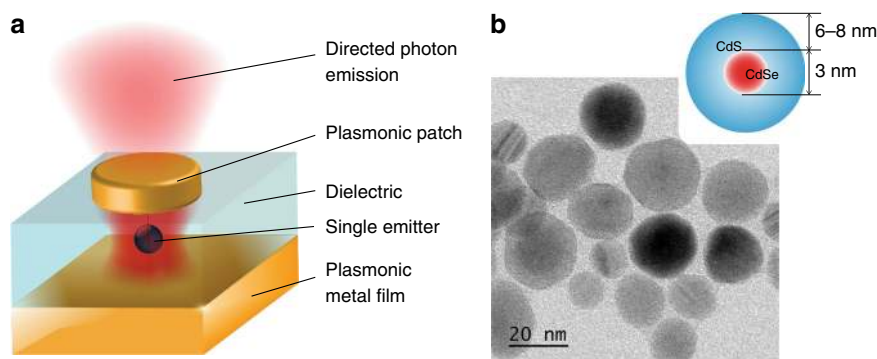 a
Directed photon
emission
Plasmonic patch
Dielectric
Single emitter
Plasmonic
metal film
b
6–8 nm
CdS
CdSe
3 nm
20 nm